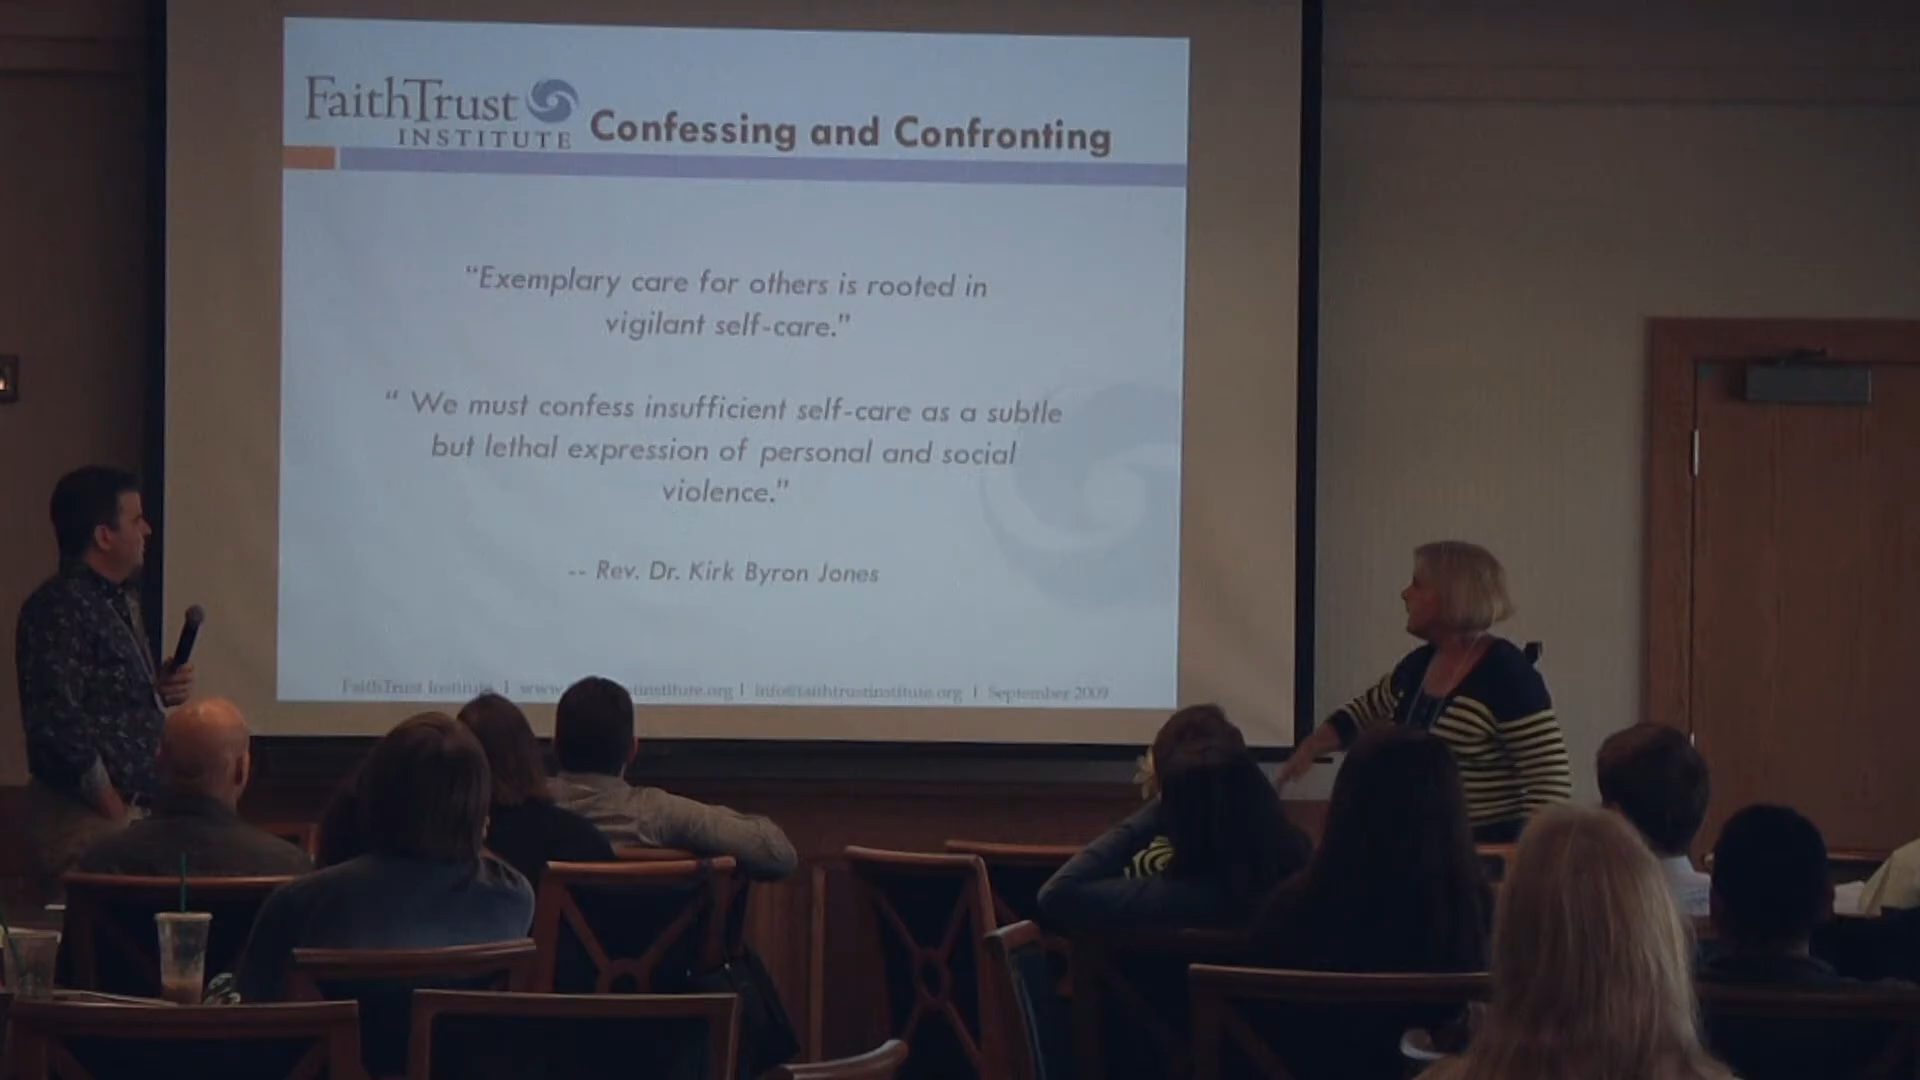 FaithTrust
INSTITUTE
Confessing and Confronting
“Exemplary care for others is rooted in
vigilant self-care.”
“ We must confess insufficient self-care as a subtle
but lethal expression of personal and social
violence.”
-- Rev. Dr. Kirk Byron Jones
FaithTrust Institute | www institute.org | info@faithtrustinstitute.org | September 2009